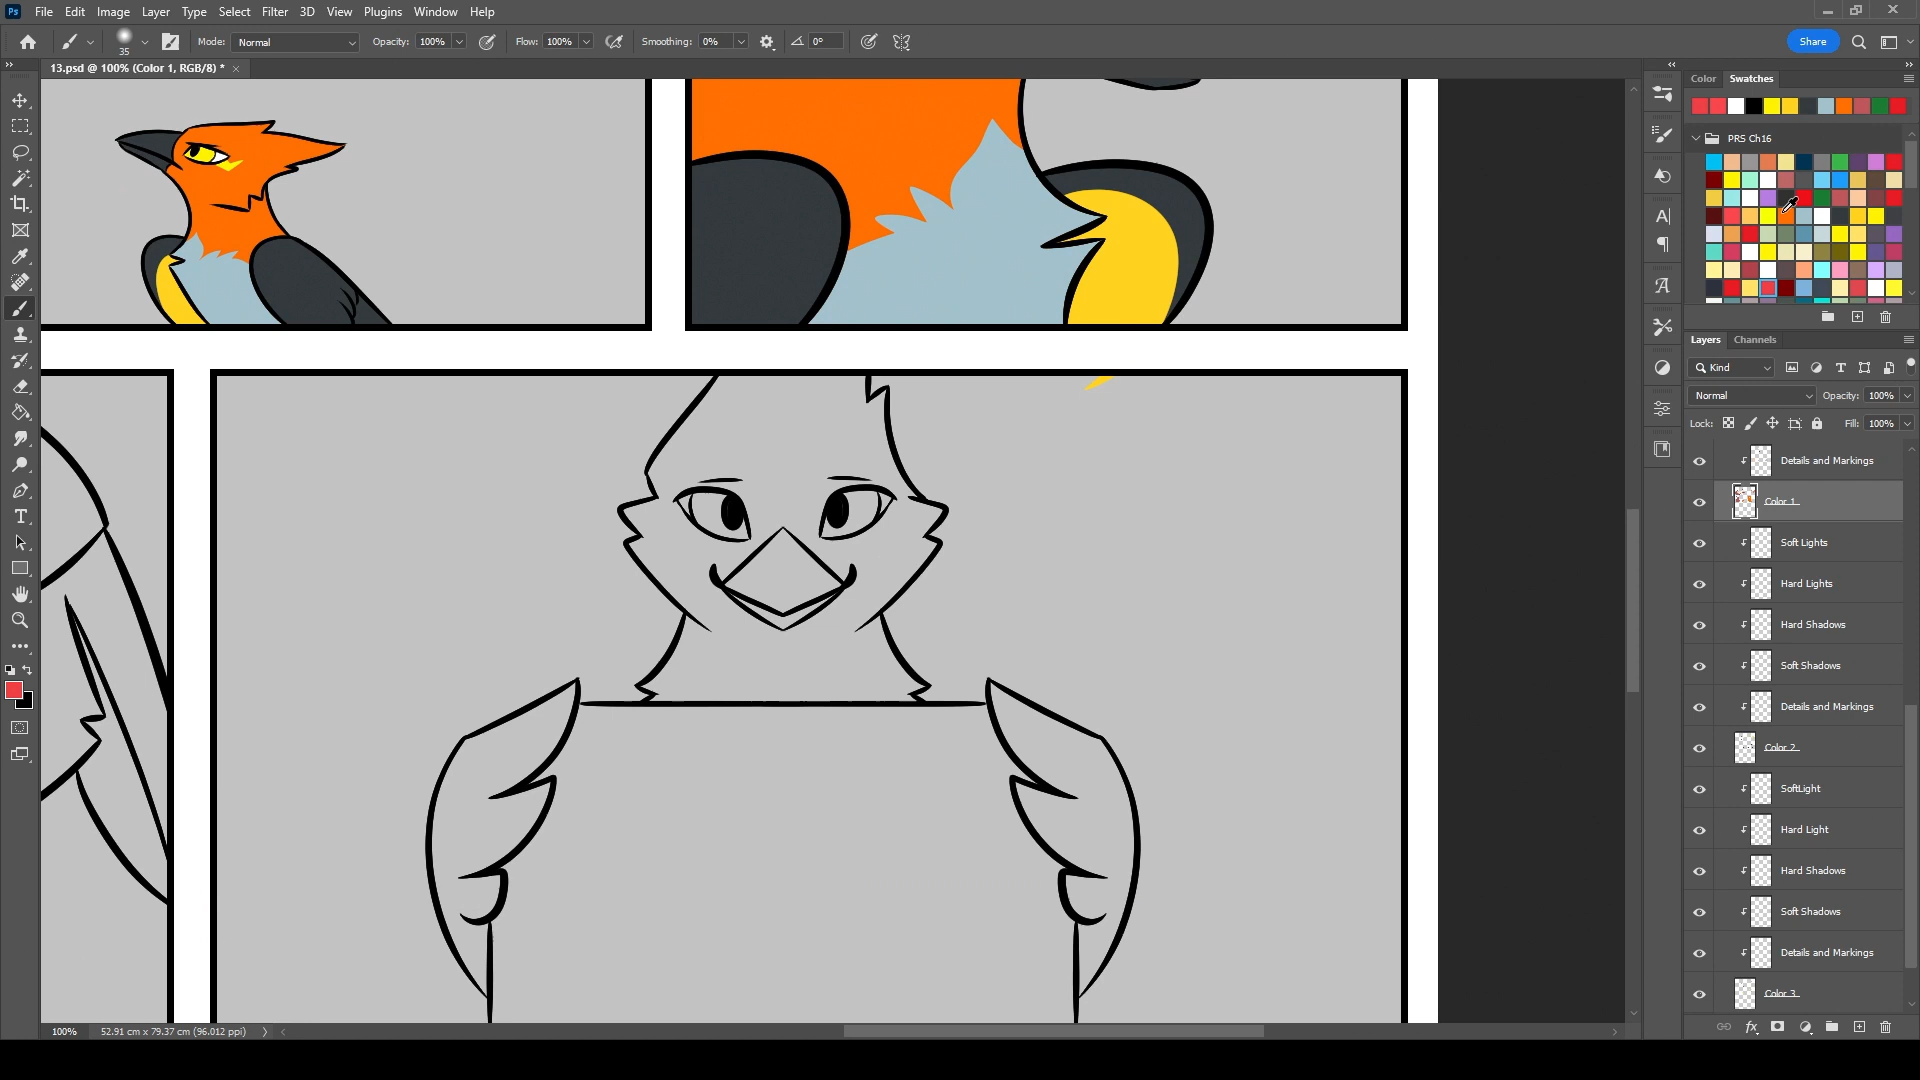 Ps File Edit Image Layer Type Select Filter 3D View Plugins Window Help
35 Mode: Normal Opacity: 100% Flow: 100% Smoothing: 0% 0° Share
13.psd @ 100% (Color 1, RGB/8) * ×
Color Swatches
PRS Ch16
Layers Channels
Kind
Normal Opacity: 100%
Lock: Fill: 100%
Details and Markings
Color 1
Soft Lights
Hard Lights
Hard Shadows
Soft Shadows
Details and Markings
Color 2
SoftLight
Hard Light
Hard Shadows
Soft Shadows
Details and Markings
Color 3
100% 52.91 cm x 79.37 cm (96.012 ppi)